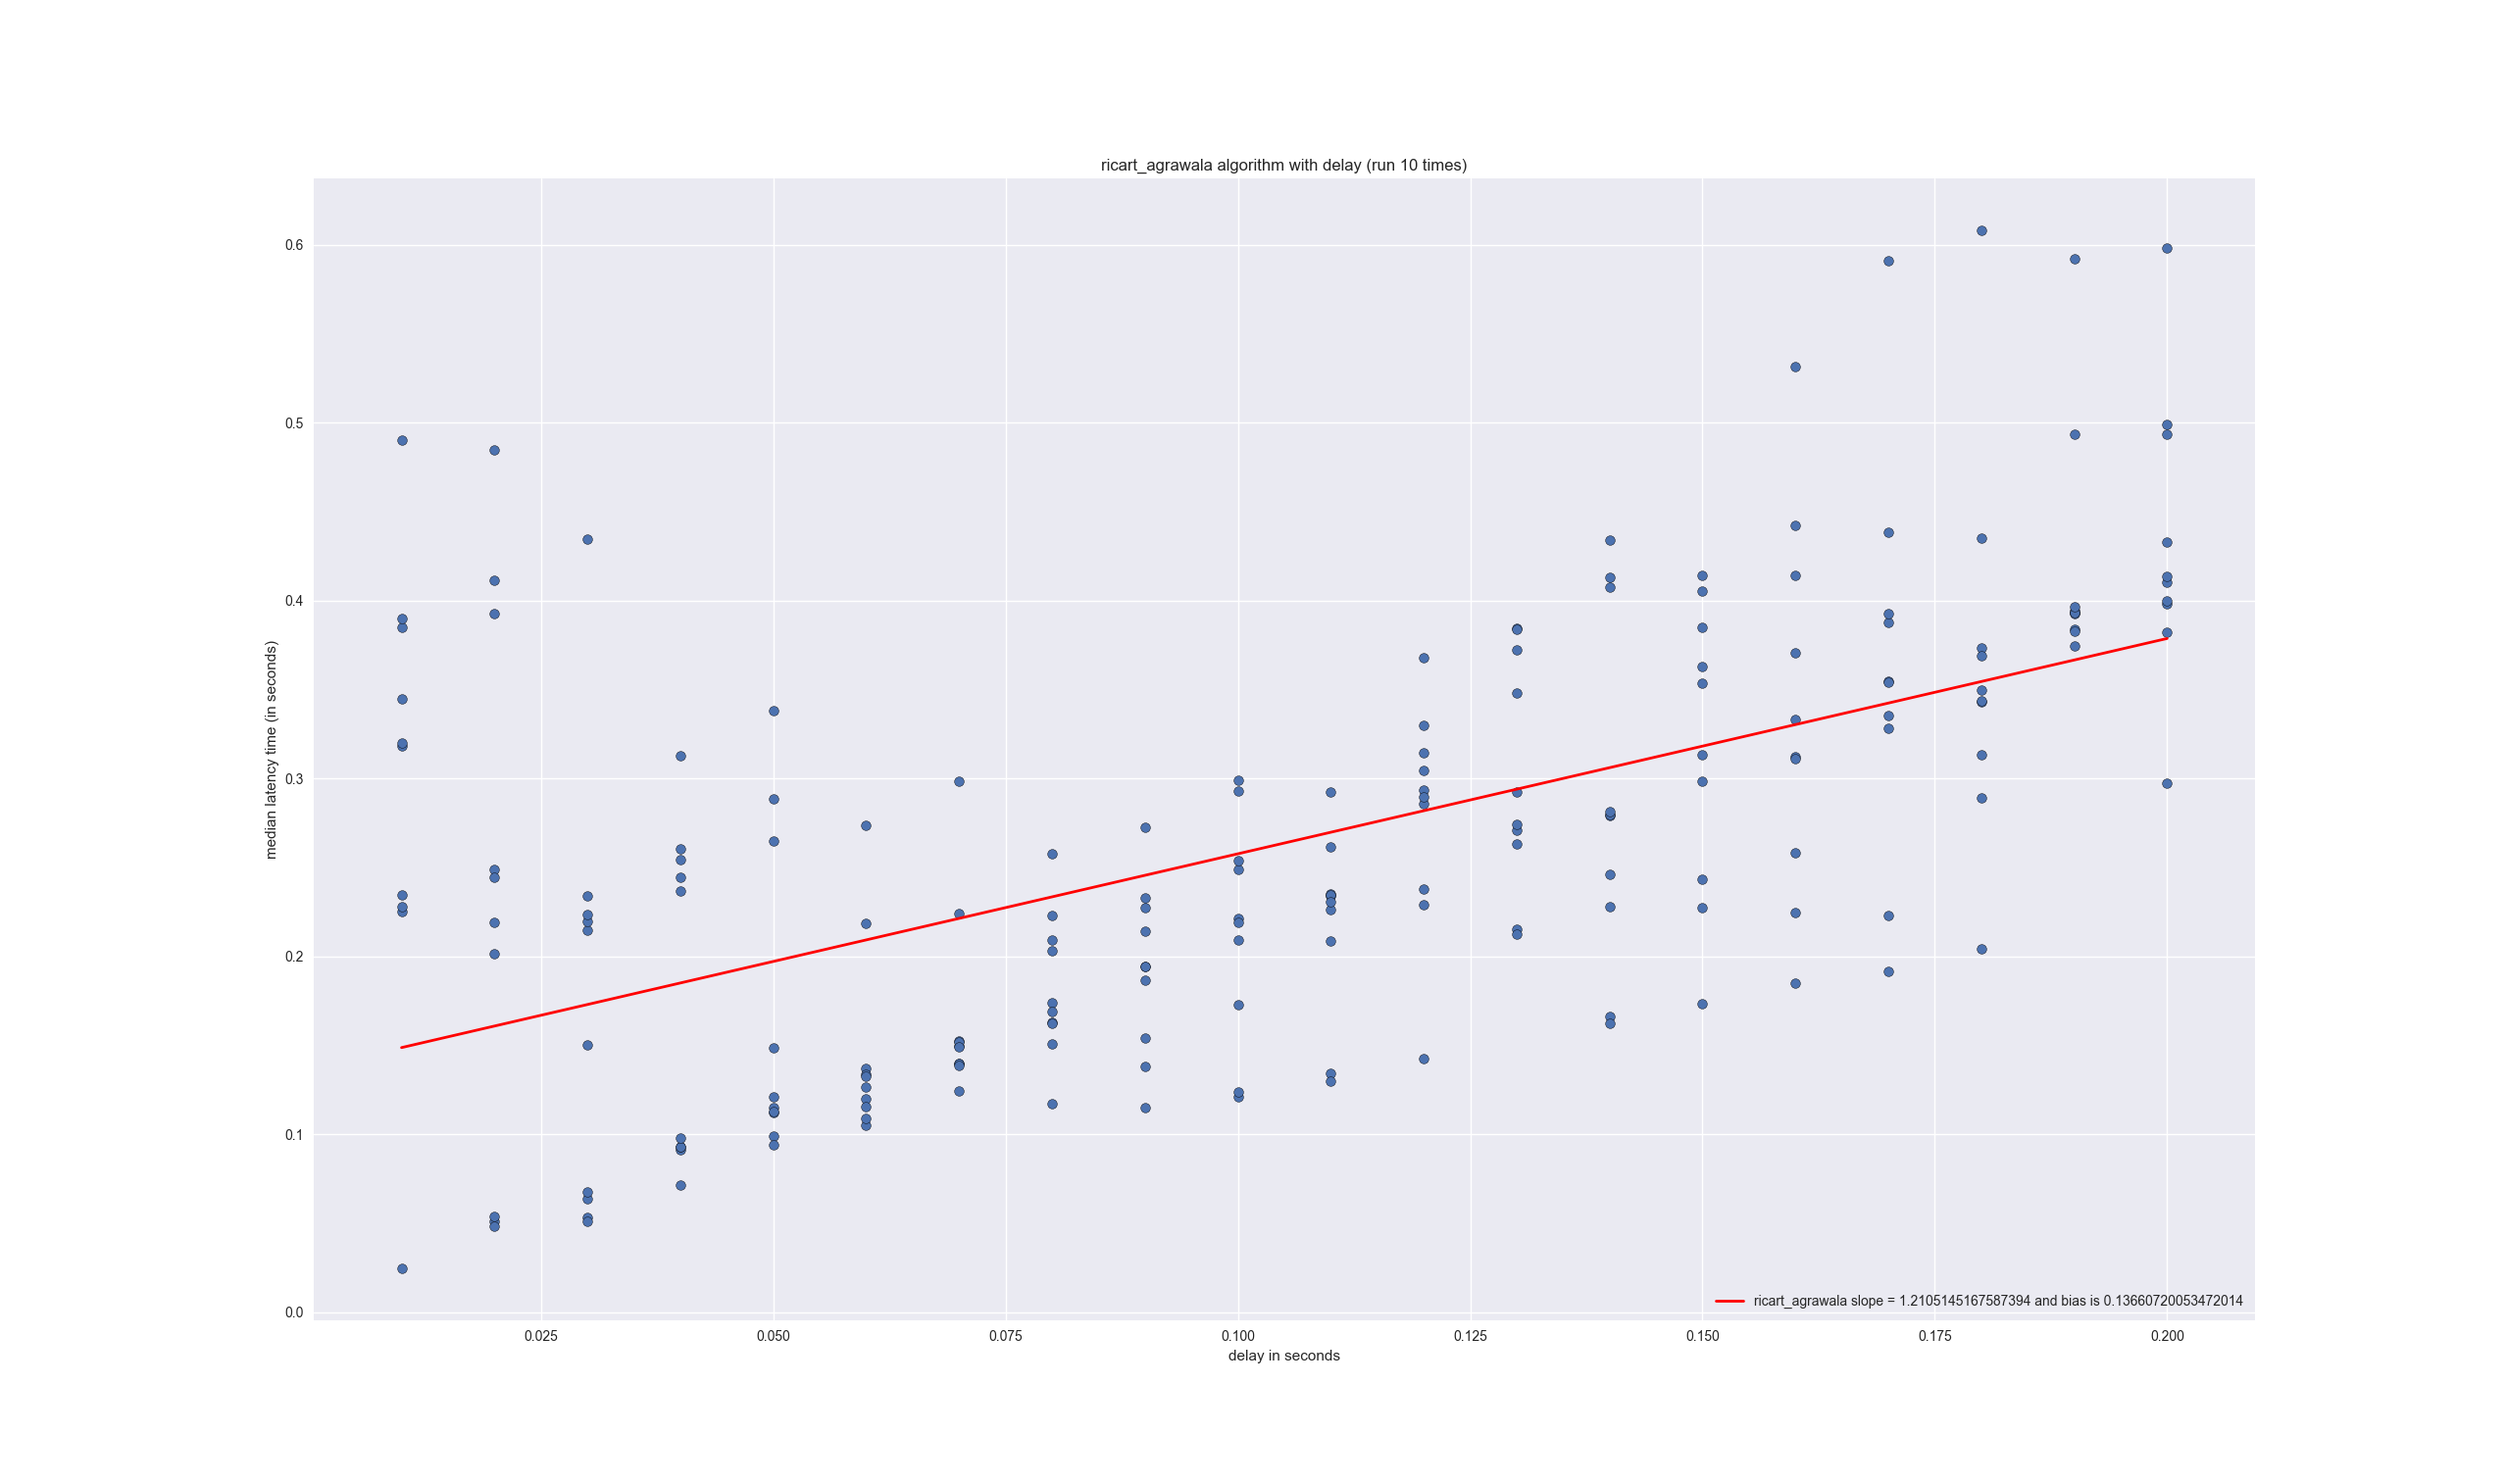 ricart_agrawala algorithm with delay (run 10 times)
median latency time (in seconds)
0.6
0.5
0.4
0.3
0.2
0.1
0.0
ricart_agrawala slope = 1.2105145167587394 and bias is 0.13660720053472014
0.025 0.050 0.075 0.100 0.125 0.150 0.175 0.200
delay in seconds